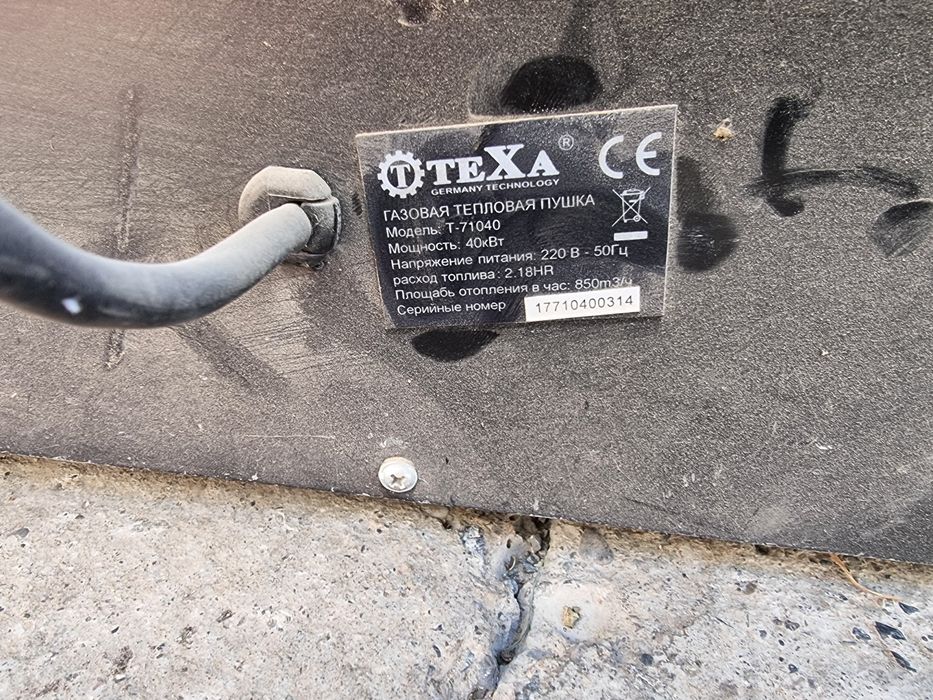 T TEXA ® CE
GERMANY TECHNOLOGY
ГАЗОВАЯ ТЕПЛОВАЯ ПУШКА
Модель: T-71040
Мощность: 40кВт
Напряжение питания: 220 В - 50Гц
расход топлива: 2.18HR
Площабь отопления в час: 850m3/ч
Серийные номер 17710400314